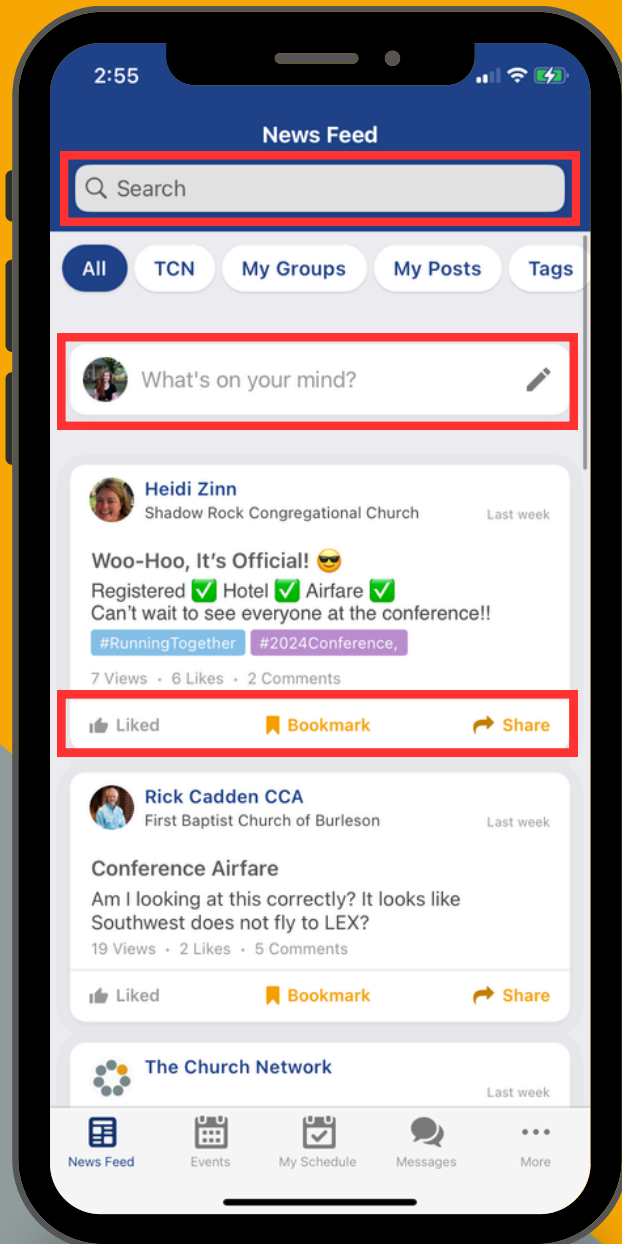 2:55
News Feed
Search
All TCN My Groups My Posts Tags
What's on your mind?
Heidi Zinn
Shadow Rock Congregational Church Last week
Woo-Hoo, It's Official! 😎
Registered ✅ Hotel ✅ Airfare ✅
Can't wait to see everyone at the conference!!
#RunningTogether #2024Conference,
7 Views · 6 Likes · 2 Comments
Liked Bookmark Share
Rick Cadden CCA
First Baptist Church of Burleson Last week
Conference Airfare
Am I looking at this correctly? It looks like
Southwest does not fly to LEX?
19 Views · 2 Likes · 5 Comments
Liked Bookmark Share
The Church Network
Last week
News Feed Events My Schedule Messages More